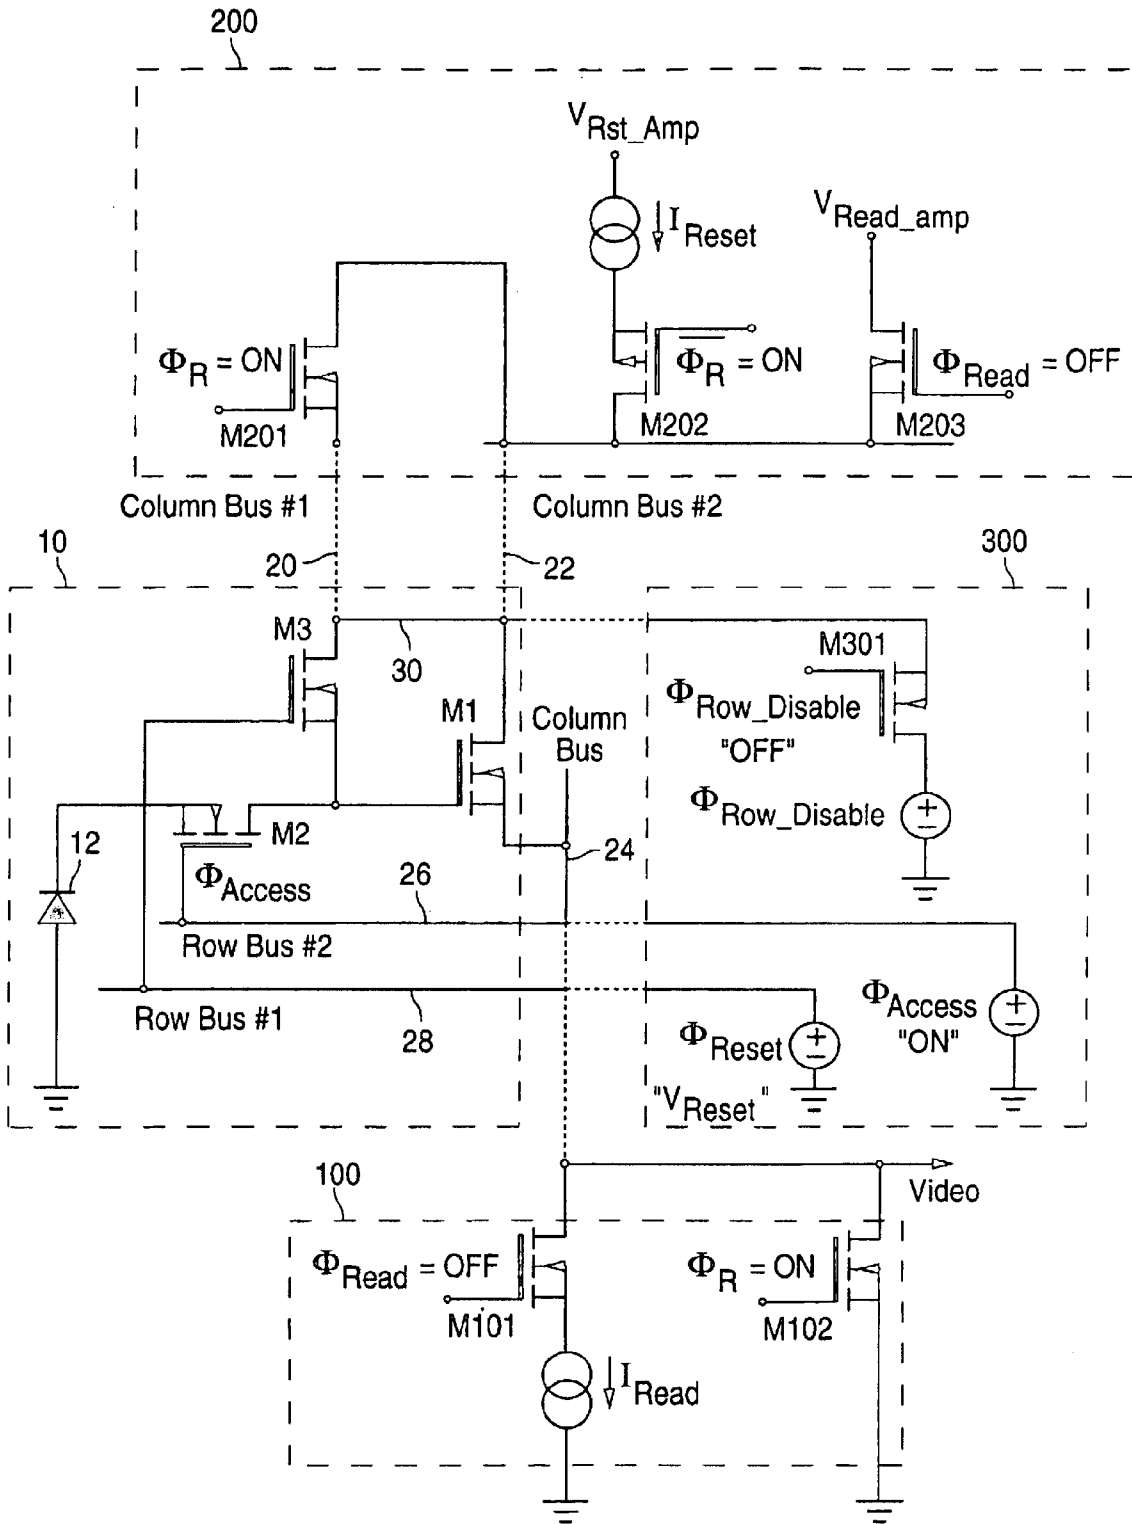 200
V_Rst_Amp
I_Reset
V_Read_amp
Φ_R = ON
Φ̅_R = ON
Φ_Read = OFF
M201
M202
M203
Column Bus #1
Column Bus #2
10
20
22
300
M3
30
M301
M1
Column
Bus
Φ_Row_Disable
"OFF"
Φ_Row_Disable
12
M2
24
Φ_Access
26
Row Bus #2
Φ_Access
"ON"
Row Bus #1
28
Φ_Reset
"V_Reset"
100
Video
Φ_Read = OFF
Φ_R = ON
M101
M102
I_Read